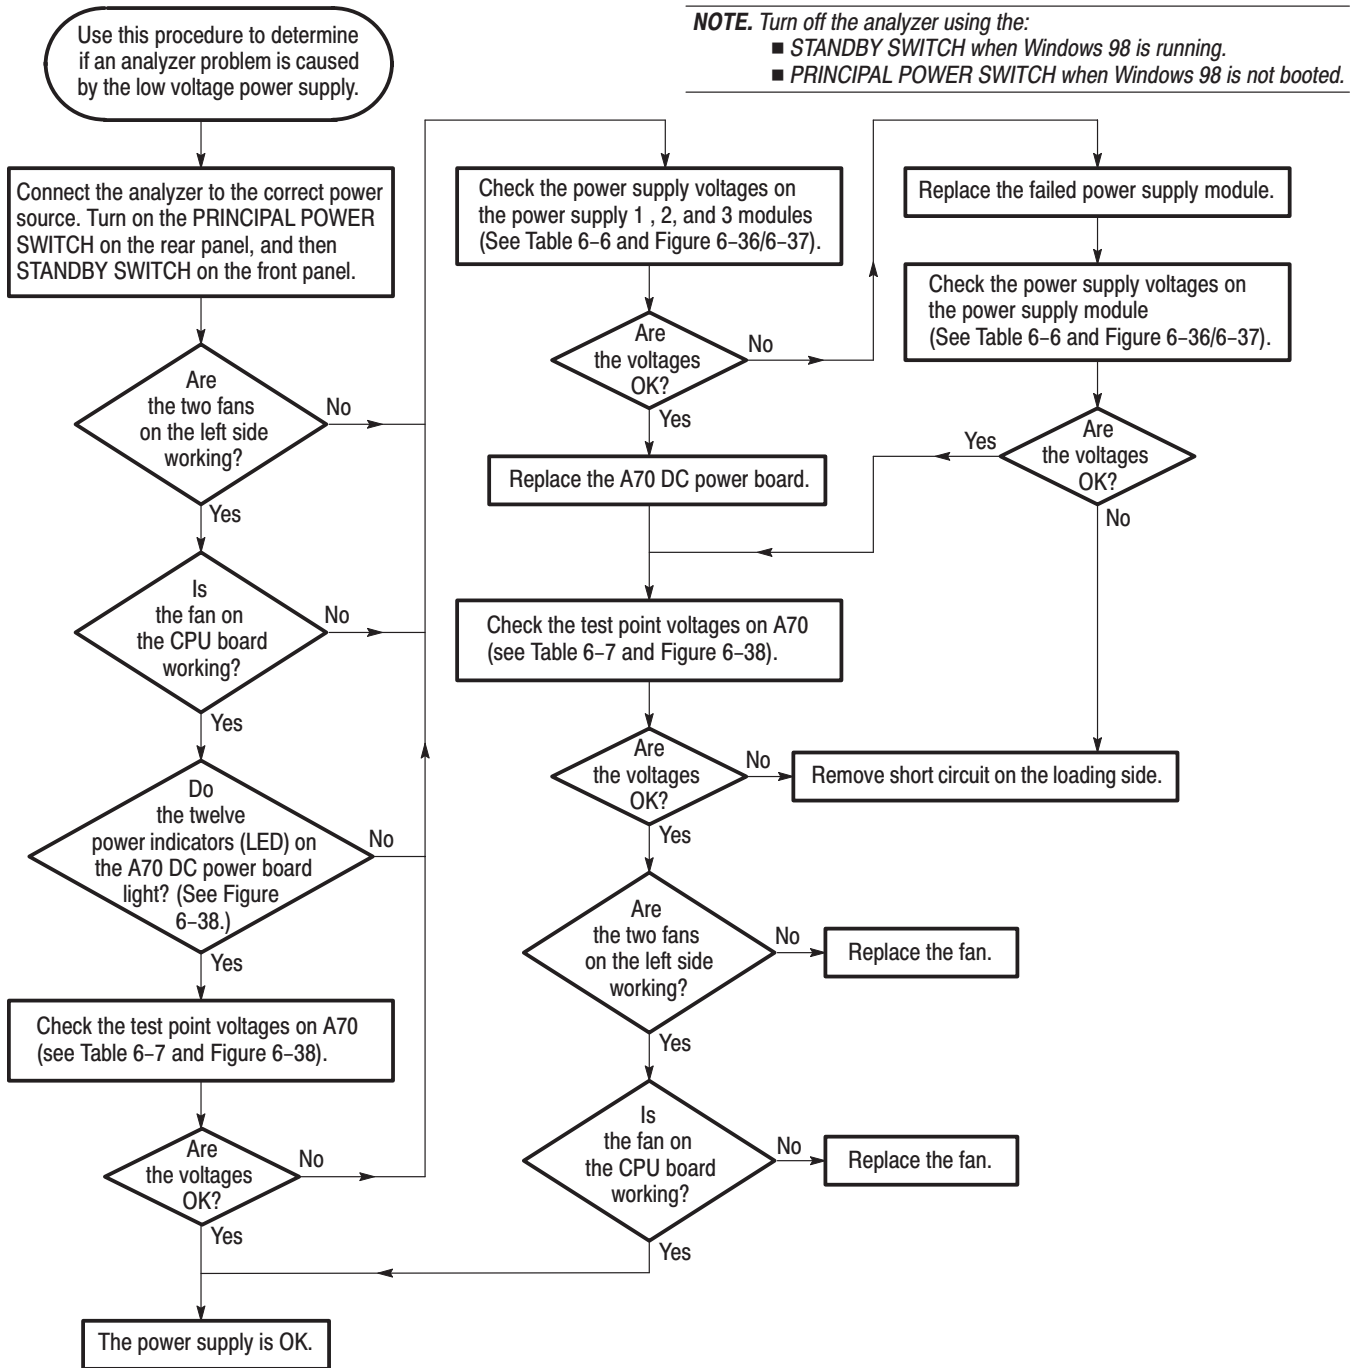 Use this procedure to determine
if an analyzer problem is caused
by the low voltage power supply.
NOTE. Turn off the analyzer using the:
■ STANDBY SWITCH when Windows 98 is running.
■ PRINCIPAL POWER SWITCH when Windows 98 is not booted.
Connect the analyzer to the correct power
source. Turn on the PRINCIPAL POWER
SWITCH on the rear panel, and then
STANDBY SWITCH on the front panel.
Are
the two fans
on the left side
working?
No
Yes
Is
the fan on
the CPU board
working?
No
Yes
Do
the twelve
power indicators (LED) on
the A70 DC power board
light? (See Figure
6–38.)
No
Yes
Check the test point voltages on A70
(see Table 6–7 and Figure 6–38).
Are
the voltages
OK?
No
Yes
The power supply is OK.
Check the power supply voltages on
the power supply 1 , 2, and 3 modules
(See Table 6–6 and Figure 6–36/6–37).
Are
the voltages
OK?
No
Yes
Replace the A70 DC power board.
Check the test point voltages on A70
(see Table 6–7 and Figure 6–38).
Are
the voltages
OK?
No
Yes
Are
the two fans
on the left side
working?
No
Replace the fan.
Yes
Is
the fan on
the CPU board
working?
No
Replace the fan.
Yes
Replace the failed power supply module.
Check the power supply voltages on
the power supply module
(See Table 6–6 and Figure 6–36/6–37).
Are
the voltages
OK?
Yes
No
Remove short circuit on the loading side.